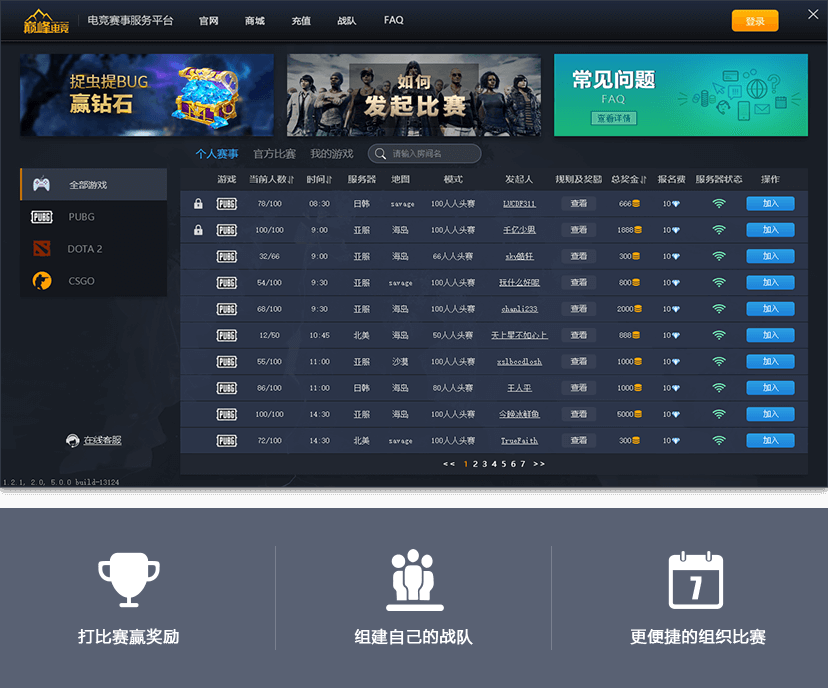 巅峰电竞 电竞赛事服务平台 官网 商城 充值 战队 FAQ 登录
捉虫提BUG
赢钻石
如何
发起比赛
常见问题
FAQ
查看详情
个人赛事 官方比赛 我的游戏 请输入房间名
全部游戏
PUBG PUBG
DOTA 2
CSGO
在线客服
游戏 当前人数 时间 服务器 地图 模式 发起人 规则及奖励 总奖金 报名费 服务器状态 操作
PUBG 78/100 08:30 日韩 savage 100人人头赛 LUCDF311 查看 666 10 加入
PUBG 100/100 9:00 亚服 海岛 100人人头赛 千亿少男 查看 1888 10 加入
PUBG 32/66 9:00 亚服 海岛 66人人头赛 sky皓轩 查看 300 10 加入
PUBG 54/100 9:30 亚服 savage 100人人头赛 玩什么好呢 查看 800 10 加入
PUBG 68/100 9:30 亚服 海岛 100人人头赛 chanli233 查看 2000 10 加入
PUBG 12/50 10:45 北美 海岛 50人人头赛 天上星不如心上 查看 888 10 加入
PUBG 55/100 11:00 亚服 沙漠 100人人头赛 查看 1000 10 加入
PUBG 86/100 11:00 日韩 海岛 80人人头赛 王人平 查看 1000 10 加入
PUBG 100/100 14:30 亚服 海岛 100人人头赛 查看 5000 10 加入
PUBG 72/100 14:30 北美 savage 100人人头赛 TrueFaith 查看 300 10 加入
<< 1 2 3 4 5 6 7 >>
1.2.1, 2.0, 5.0.0 build-13124
7
打比赛赢奖励 组建自己的战队 更便捷的组织比赛